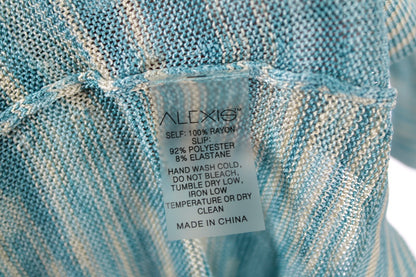 ALEXIS™
SELF: 100% RAYON
SLIP:
92% POLYESTER
8% ELASTANE
HAND WASH COLD,
DO NOT BLEACH,
TUMBLE DRY LOW,
IRON LOW
TEMPERATURE OR DRY
CLEAN
MADE IN CHINA